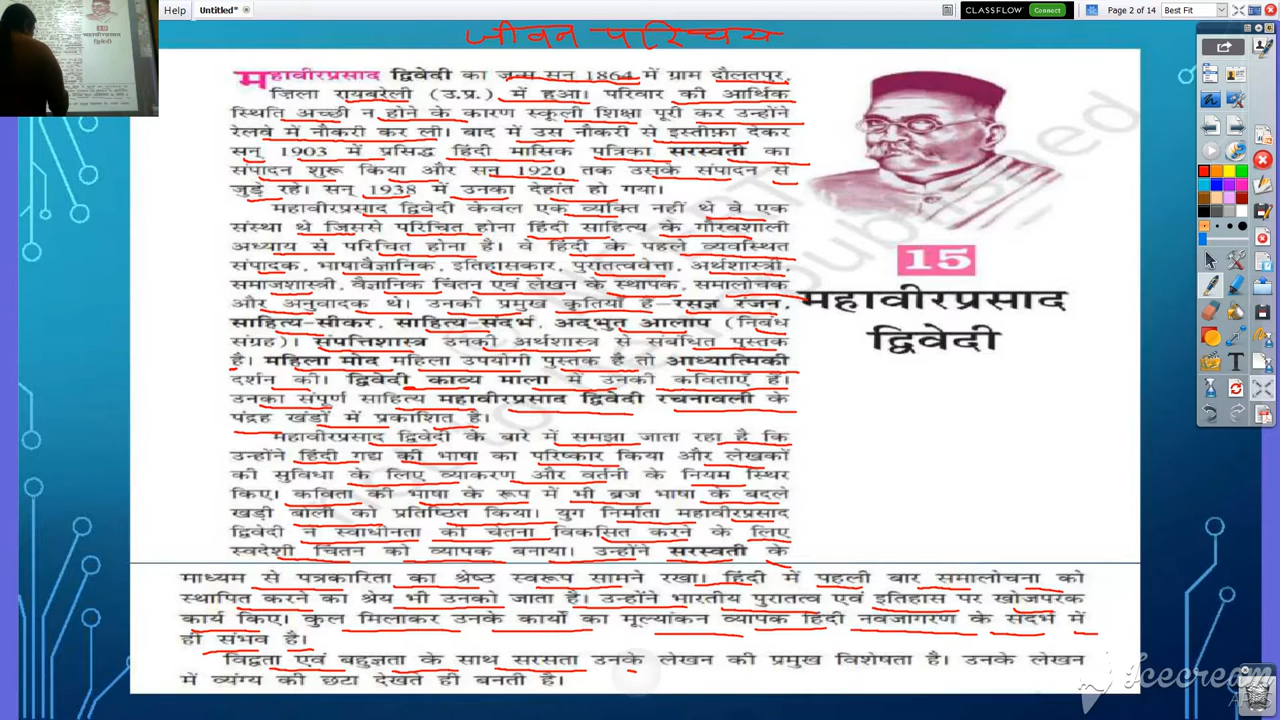 Help Untitled* CLASSFLOW Connect Page 2 of 14 Best Fit
जीवन परिचय
महावीरप्रसाद द्विवेदी का जन्म सन् 1864 में ग्राम दौलतपुर,
ज़िला रायबरेली (उ.प्र.) में हुआ। परिवार की आर्थिक
स्थिति अच्छी न होने के कारण स्कूली शिक्षा पूरी कर उन्होंने
रेलवे में नौकरी कर ली। बाद में उस नौकरी से इस्तीफ़ा देकर
सन् 1903 में प्रसिद्ध हिंदी मासिक पत्रिका सरस्वती का
संपादन शुरू किया और सन् 1920 तक उसके संपादन से
जुड़े रहे। सन् 1938 में उनका देहांत हो गया।
महावीरप्रसाद द्विवेदी केवल एक व्यक्ति नहीं थे वे एक
संस्था थे जिससे परिचित होना हिंदी साहित्य के गौरवशाली
अध्याय से परिचित होना है। वे हिंदी के पहले व्यवस्थित
संपादक, भाषावैज्ञानिक, इतिहासकार, पुरातत्ववेत्ता, अर्थशास्त्री,
समाजशास्त्री, वैज्ञानिक चिंतन एवं लेखन के स्थापक, समालोचक
और अनुवादक थे। उनकी प्रमुख कृतियाँ हैं–रसज्ञ रंजन,
साहित्य-सीकर, साहित्य-संदर्भ, अद्भुत आलाप (निबंध
संग्रह)। संपत्तिशास्त्र उनकी अर्थशास्त्र से संबंधित पुस्तक
है। महिला मोद महिला उपयोगी पुस्तक है तो आध्यात्मिकी
दर्शन की। द्विवेदी काव्य माला में उनकी कविताएँ हैं।
उनका संपूर्ण साहित्य महावीरप्रसाद द्विवेदी रचनावली के
पंद्रह खंडों में प्रकाशित है।
महावीरप्रसाद द्विवेदी के बारे में समझा जाता रहा है कि
उन्होंने हिंदी गद्य की भाषा का परिष्कार किया और लेखकों
की सुविधा के लिए व्याकरण और वर्तनी के नियम स्थिर
किए। कविता की भाषा के रूप में भी ब्रज भाषा के बदले
खड़ी बोली को प्रतिष्ठित किया। युग निर्माता महावीरप्रसाद
द्विवेदी ने स्वाधीनता की चेतना विकसित करने के लिए
स्वदेशी चिंतन को व्यापक बनाया। उन्होंने सरस्वती के
माध्यम से पत्रकारिता का श्रेष्ठ स्वरूप सामने रखा। हिंदी में पहली बार समालोचना को
स्थापित करने का श्रेय भी उनको जाता है। उन्होंने भारतीय पुरातत्व एवं इतिहास पर खोजपरक
कार्य किए। कुल मिलाकर उनके कार्यों का मूल्यांकन व्यापक हिंदी नवजागरण के संदर्भ में
ही संभव है।
विद्वता एवं बहुज्ञता के साथ सरसता उनके लेखन की प्रमुख विशेषता है। उनके लेखन
में व्यंग्य की छटा देखते ही बनती है।
15
महावीरप्रसाद
द्विवेदी
Icecream
APPS